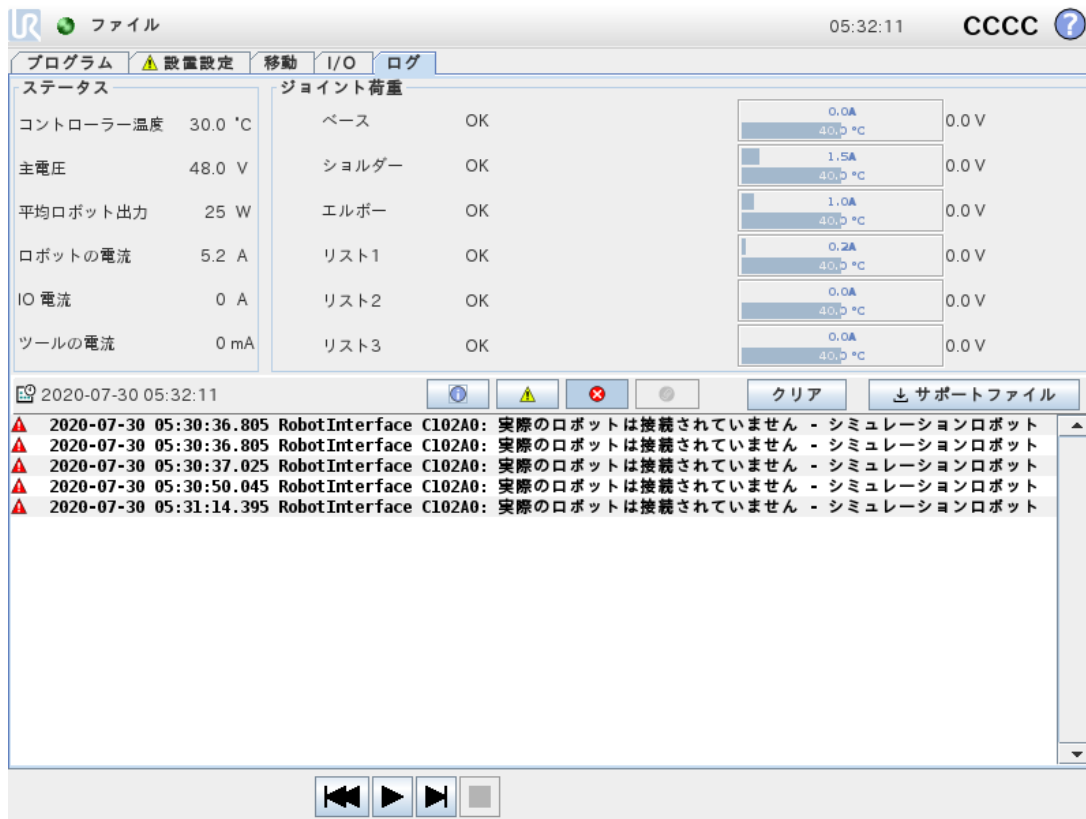 UR ファイル 05:32:11 CCCC ?
プログラム 設置設定 移動 I/O ログ
ステータス
コントローラー温度 30.0 °C
主電圧 48.0 V
平均ロボット出力 25 W
ロボットの電流 5.2 A
IO 電流 0 A
ツールの電流 0 mA
ジョイント荷重
ベース OK 0.0A 40.0 °C 0.0 V
ショルダー OK 1.5A 40.0 °C 0.0 V
エルボー OK 1.0A 40.0 °C 0.0 V
リスト1 OK 0.2A 40.0 °C 0.0 V
リスト2 OK 0.0A 40.0 °C 0.0 V
リスト3 OK 0.0A 40.0 °C 0.0 V
2020-07-30 05:32:11 クリア サポートファイル
2020-07-30 05:30:36.805 RobotInterface C102A0: 実際のロボットは接続されていません - シミュレーションロボット
2020-07-30 05:30:36.805 RobotInterface C102A0: 実際のロボットは接続されていません - シミュレーションロボット
2020-07-30 05:30:37.025 RobotInterface C102A0: 実際のロボットは接続されていません - シミュレーションロボット
2020-07-30 05:30:50.045 RobotInterface C102A0: 実際のロボットは接続されていません - シミュレーションロボット
2020-07-30 05:31:14.395 RobotInterface C102A0: 実際のロボットは接続されていません - シミュレーションロボット